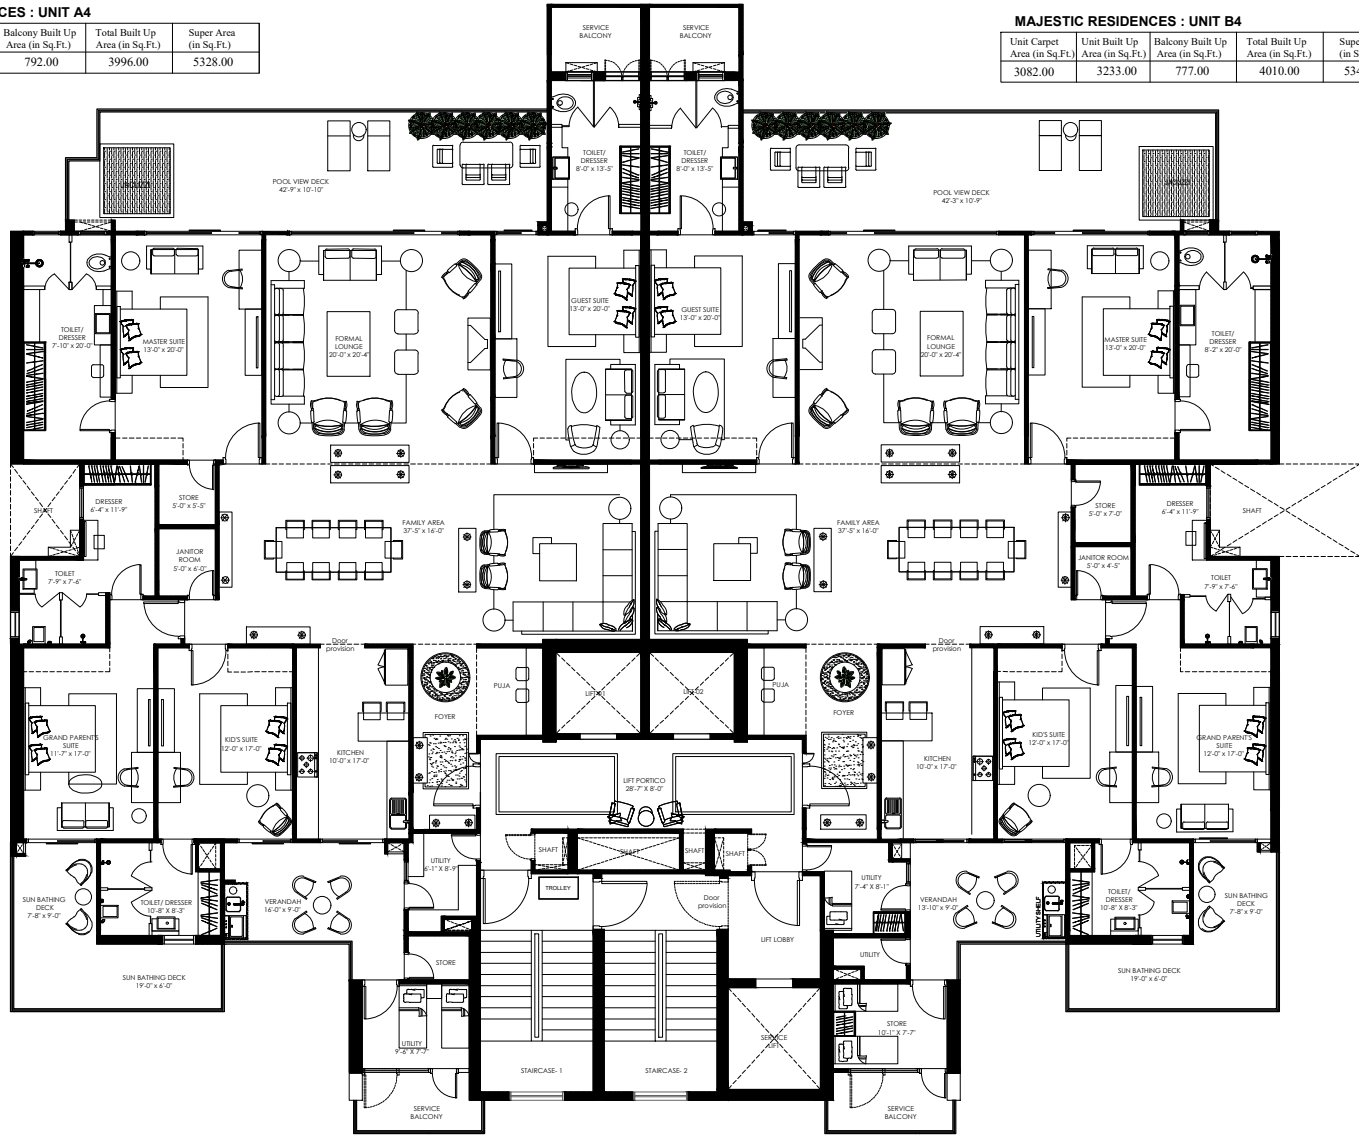 CES : UNIT A4
Balcony Built Up
Area (in Sq.Ft.)
Total Built Up
Area (in Sq.Ft.)
Super Area
(in Sq.Ft.)
792.00
3996.00
5328.00
MAJESTIC RESIDENCES : UNIT B4
Unit Carpet
Area (in Sq.Ft.)
Unit Built Up
Area (in Sq.Ft.)
Balcony Built Up
Area (in Sq.Ft.)
Total Built Up
Area (in Sq.Ft.)
3082.00
3233.00
777.00
4010.00
SERVICE
BALCONY
SERVICE
BALCONY
JACUZZI
POOL VIEW DECK
42'-9" x 10'-10"
TOILET/
DRESSER
8'-0" x 13'-5"
TOILET/
DRESSER
8'-0" x 13'-5"
POOL VIEW DECK
42'-3" x 10'-9"
JACUZZI
TOILET/
DRESSER
7'-10" x 20'-0"
MASTER SUITE
13'-0" x 20'-0"
FORMAL
LOUNGE
20'-0" x 20'-4"
GUEST SUITE
13'-0" x 20'-0"
GUEST SUITE
13'-0" x 20'-0"
FORMAL
LOUNGE
20'-0" x 20'-4"
MASTER SUITE
13'-0" x 20'-0"
TOILET/
DRESSER
8'-2" x 20'-0"
SHAFT
DRESSER
6'-4" x 11'-9"
STORE
5'-0" x 5'-5"
JANITOR
ROOM
5'-0" x 6'-0"
FAMILY AREA
37'-5" x 16'-0"
FAMILY AREA
37'-5" x 16'-0"
STORE
5'-0" x 7'-0"
JANITOR ROOM
5'-0" x 4'-5"
DRESSER
6'-4" x 11'-9"
SHAFT
TOILET
7'-9" x 7'-6"
TOILET
7'-9" x 7'-6"
Door
provision
Door
provision
GRAND PARENT'S
SUITE
11'-7" x 17'-0"
KID'S SUITE
12'-0" x 17'-0"
KITCHEN
10'-0" x 17'-0"
FOYER
PUJA
LIFT-01
LIFT-02
PUJA
FOYER
KITCHEN
10'-0" x 17'-0"
KID'S SUITE
12'-0" x 17'-0"
GRAND PARENT'S
SUITE
12'-0" x 17'-0"
LIFT PORTICO
28'-7" X 8'-0"
SHAFT
SHAFT
SHAFT
SHAFT
SUN BATHING
DECK
7'-8" x 9'-0"
TOILET/ DRESSER
10'-8" X 8'-3"
VERANDAH
16'-0" x 9'-0"
UTILITY
6'-1" X 8'-9"
TROLLEY
Door
provision
LIFT LOBBY
UTILITY
7'-4" X 8'-1"
UTILITY
VERANDAH
13'-10" x 9'-0"
UTILITY SHELF
TOILET/
DRESSER
10'-8" X 8'-3"
SUN BATHING
DECK
7'-8" x 9'-0"
SUN BATHING DECK
19'-0" x 6'-0"
STORE
SUN BATHING DECK
19'-0" x 6'-0"
UTILITY
9'-6" X 7'-7"
STAIRCASE- 1
STAIRCASE- 2
SERVICE
LIFT
STORE
10'-1" X 7'-7"
SERVICE
BALCONY
SERVICE
BALCONY